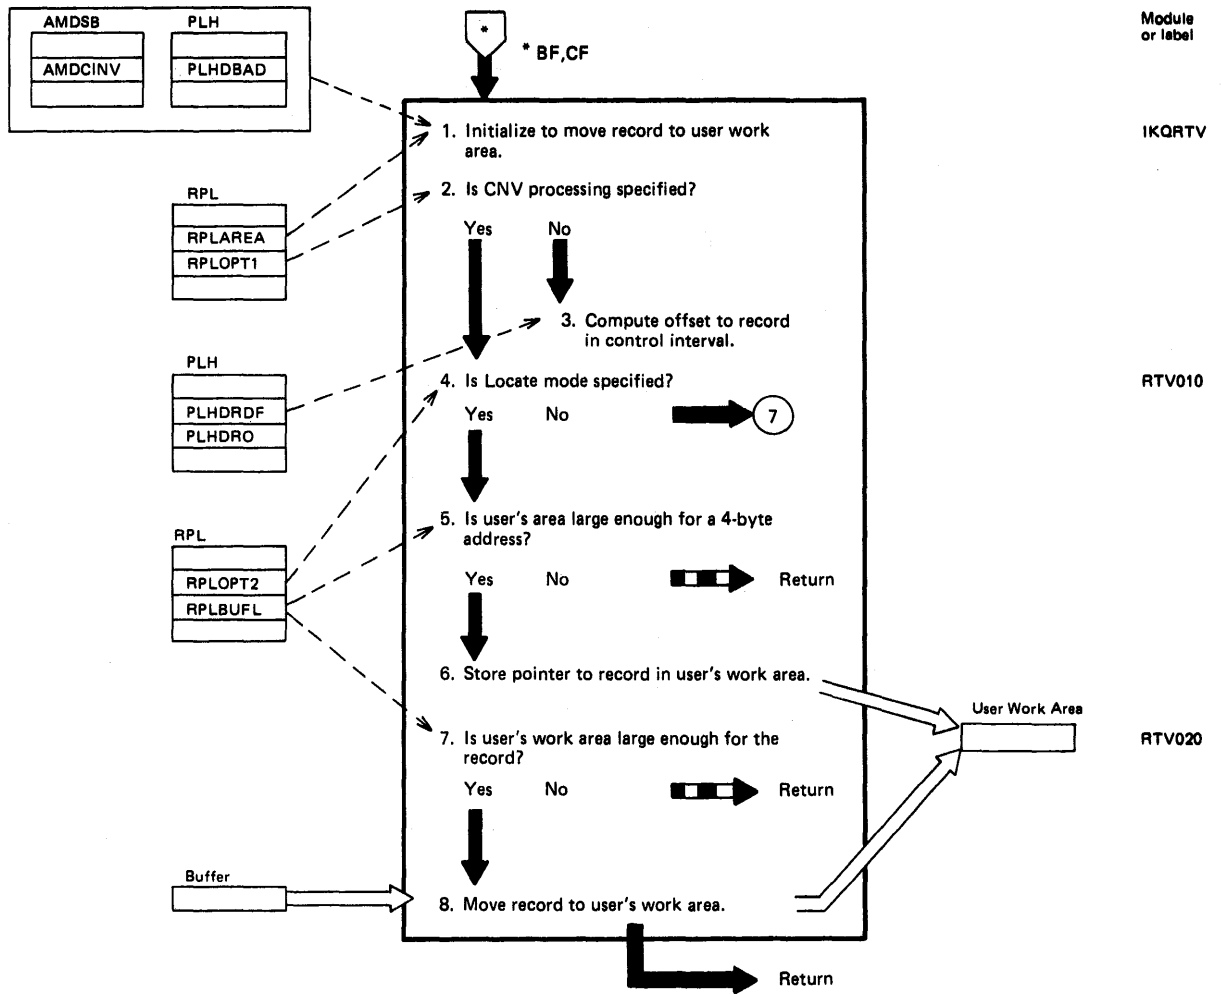 AMDSB PLH
AMDCINV PLHDBAD
*
* BF,CF
Module
or label
1. Initialize to move record to user work
area.
IKQRTV
2. Is CNV processing specified?
RPL
RPLAREA
RPLOPT1
Yes No
3. Compute offset to record
in control interval.
PLH
PLHDRDF
PLHDRO
4. Is Locate mode specified?
RTV010
Yes No 7
5. Is user's area large enough for a 4-byte
address?
RPL
RPLOPT2
RPLBUFL
Yes No Return
6. Store pointer to record in user's work area.
User Work Area
7. Is user's work area large enough for the
record?
RTV020
Yes No Return
Buffer
8. Move record to user's work area.
Return